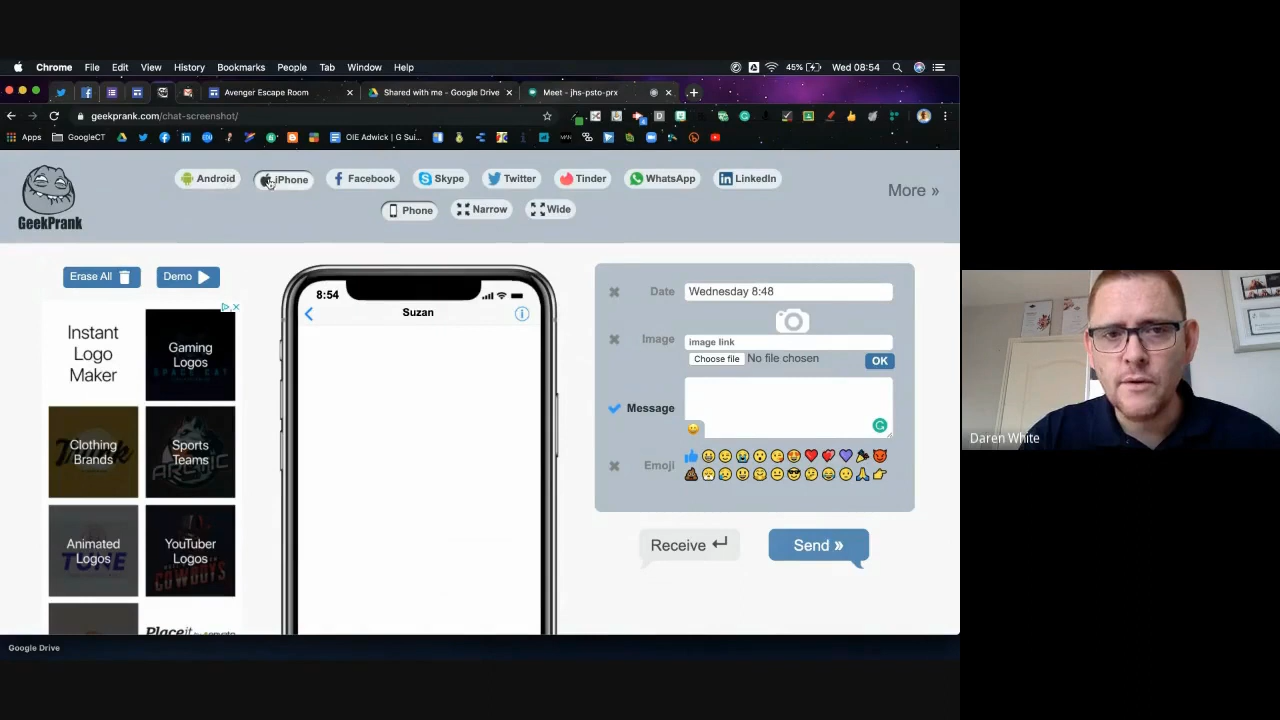 Chrome File Edit View History Bookmarks People Tab Window Help 45% Wed 08:54
Avenger Escape Room Shared with me - Google Drive Meet - jhs-psto-prx
geekprank.com/chat-screenshot/
Apps GoogleCT OIE Adwick | G Sui...
GeekPrank
Android iPhone Facebook Skype Twitter Tinder WhatsApp LinkedIn
Phone Narrow Wide
More »
Erase All Demo
Instant
Logo
Maker
Gaming
Logos
Clothing
Brands
Sports
Teams
Animated
Logos
YouTuber
Logos
Placeit
8:54
Suzan
Date Wednesday 8:48
Image image link
Choose file No file chosen OK
Message
Emoji
Receive Send »
Google Drive
Daren White